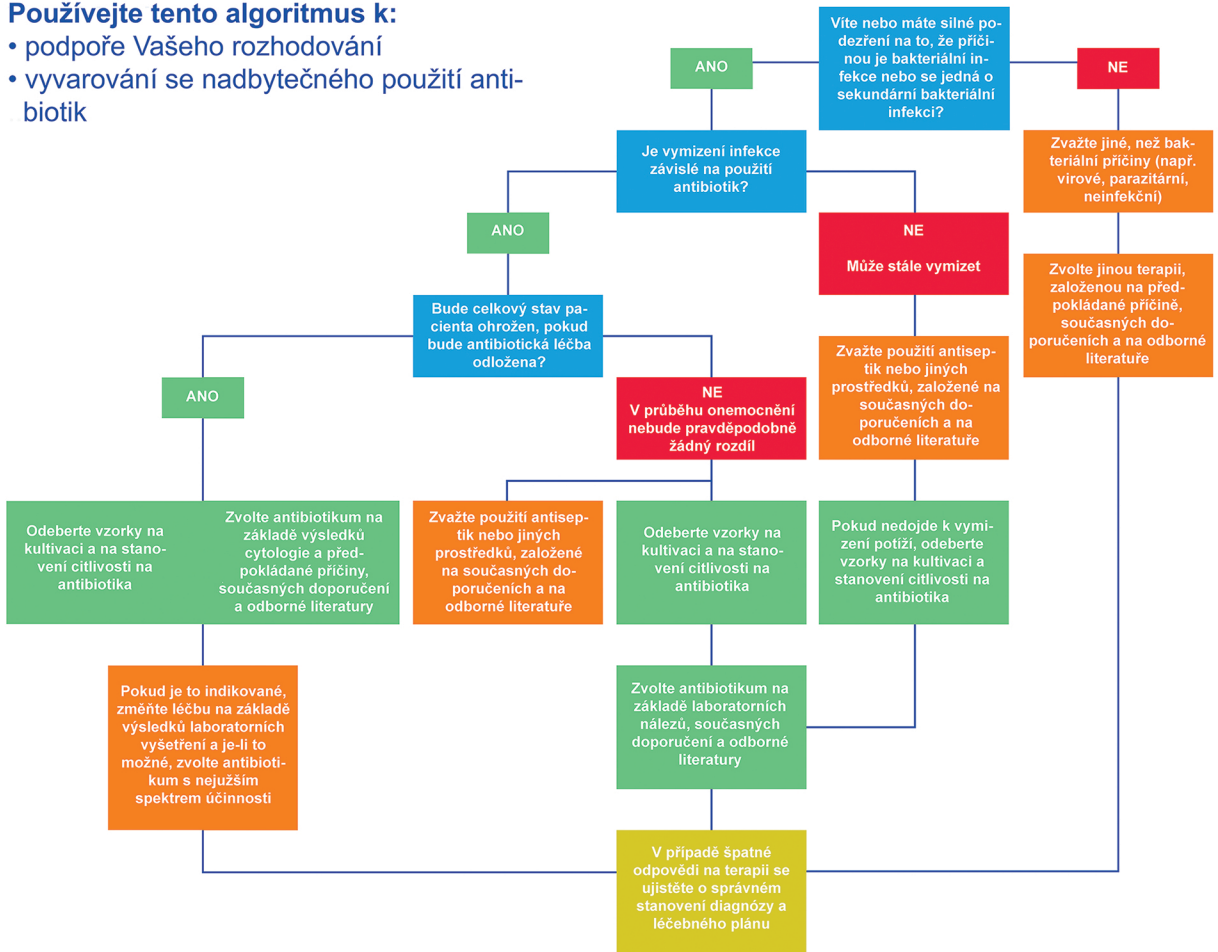 Používejte tento algoritmus k:
• podpoře Vašeho rozhodování
• vyvarování se nadbytečného použití anti-
biotik
Víte nebo máte silné po-
dezření na to, že příči-
nou je bakteriální in-
fekce nebo se jedná o
sekundární bakteriální
infekci?
ANO
NE
Je vymizení infekce
závislé na použití
antibiotik?
Zvažte jiné, než bak-
teriální příčiny (např.
virové, parazitární,
neinfekční)
ANO
NE
Může stále vymizet
Zvolte jinou terapii,
založenou na před-
pokládané příčině,
současných do-
poručeních a na odborné
literatuře
Bude celkový stav pa-
cienta ohrožen, pokud
bude antibiotická léčba
odložena?
Zvažte použití antisep-
tik nebo jiných
prostředků, založené na
současných do-
poručeních a na
odborné literatuře
ANO
NE
V průběhu onemocnění
nebude pravděpodobně
žádný rozdíl
Odeberte vzorky na
kultivaci a na stano-
vení citlivosti na
antibiotika
Zvolte antibiotikum na
základě výsledků
cytologie a před-
pokládané příčiny,
současných doporučení
a odborné literatury
Zvažte použití antisep-
tik nebo jiných
prostředků, založené
na současných do-
poručeních a na
odborné literatuře
Odeberte vzorky na
kultivaci a na stano-
vení citlivosti na
antibiotika
Pokud nedojde k vymi-
zení potíží, odeberte
vzorky na kultivaci a
stanovení citlivosti na
antibiotika
Pokud je to indikované,
změňte léčbu na základě
výsledků laboratorních
vyšetření a je-li to
možné, zvolte antibioti-
kum s nejužším
spektrem účinnosti
Zvolte antibiotikum na
základě laboratorních
nálezů, současných
doporučení a odborné
literatury
V případě špatné
odpovědi na terapii se
ujistěte o správném
stanovení diagnózy a
léčebného plánu